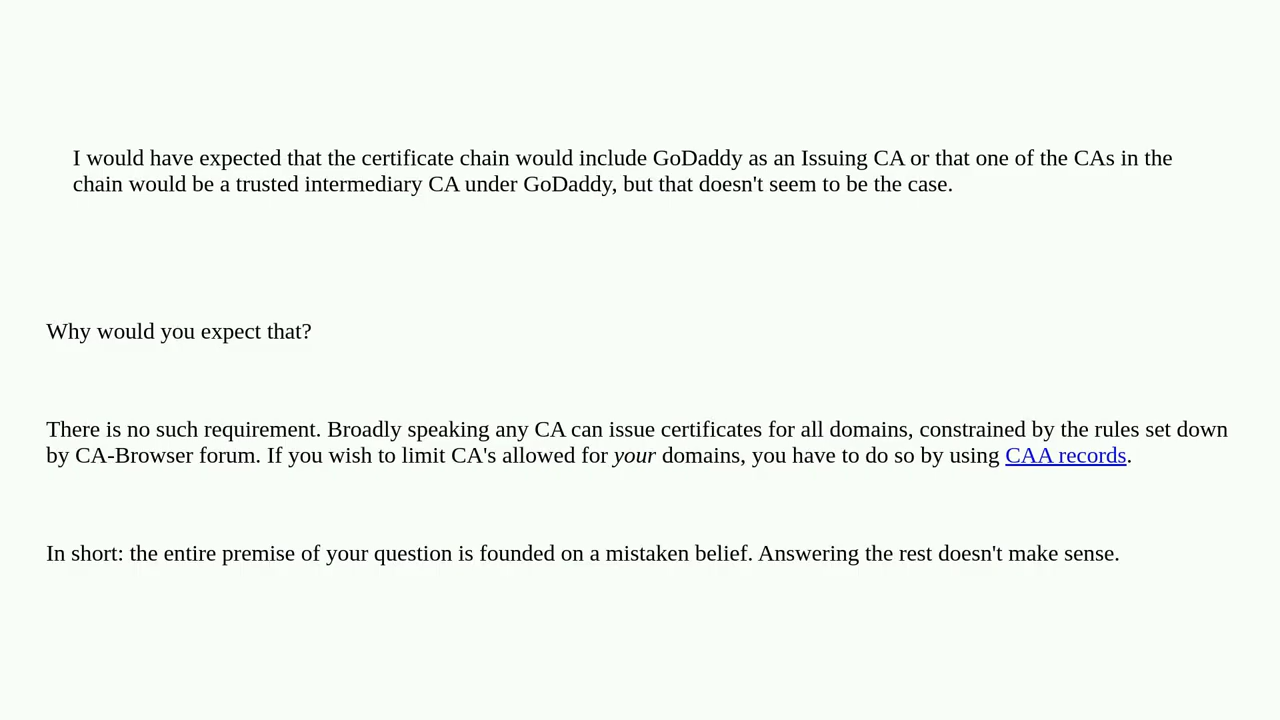 I would have expected that the certificate chain would include GoDaddy as an Issuing CA or that one of the CAs in the
chain would be a trusted intermediary CA under GoDaddy, but that doesn't seem to be the case.
Why would you expect that?
There is no such requirement. Broadly speaking any CA can issue certificates for all domains, constrained by the rules set down
by CA-Browser forum. If you wish to limit CA's allowed for your domains, you have to do so by using CAA records.
In short: the entire premise of your question is founded on a mistaken belief. Answering the rest doesn't make sense.